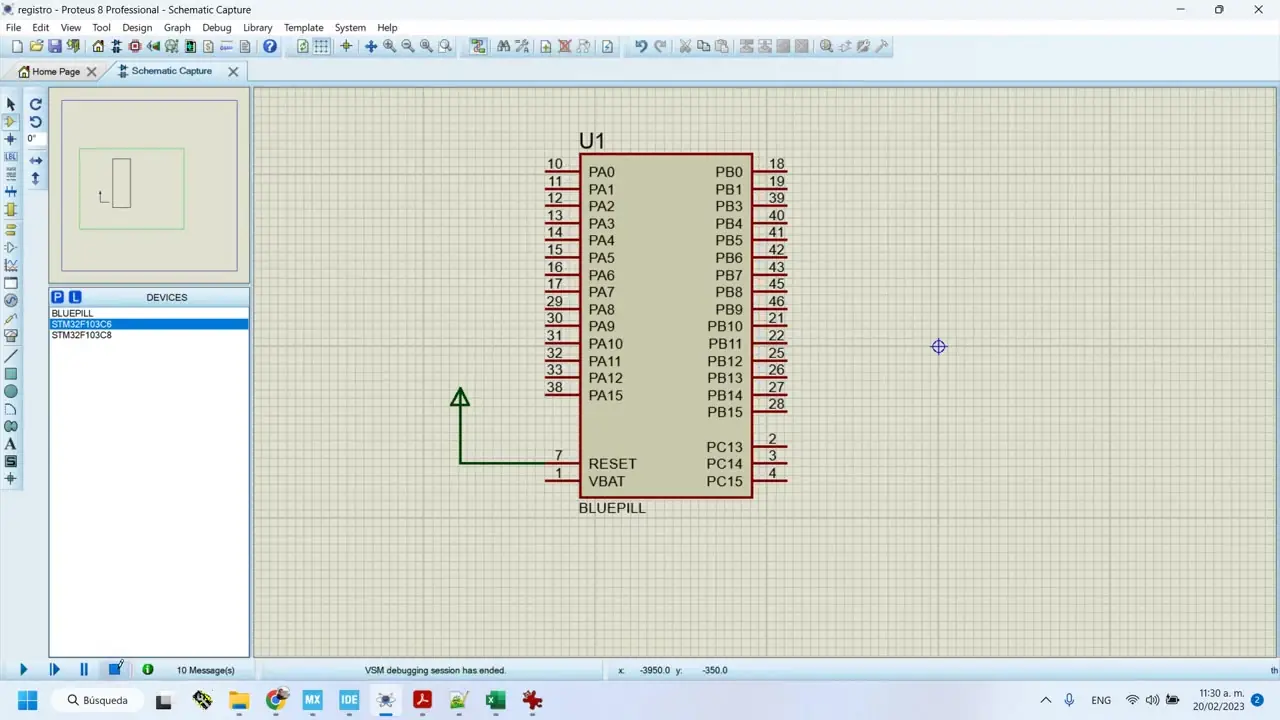 registro - Proteus 8 Professional - Schematic Capture
File Edit View Tool Design Graph Debug Library Template System Help
Home Page Schematic Capture
LBL
0°
P L DEVICES
BLUEPILL
STM32F103C6
STM32F103C8
A
U1
10 PA0 PB0 18
11 PA1 PB1 19
12 PA2 PB3 39
13 PA3 PB4 40
14 PA4 PB5 41
15 PA5 PB6 42
16 PA6 PB7 43
17 PA7 PB8 45
29 PA8 PB9 46
30 PA9 PB10 21
31 PA10 PB11 22
32 PA11 PB12 25
33 PA12 PB13 26
38 PA15 PB14 27
PB15 28
PC13 2
7 RESET PC14 3
1 VBAT PC15 4
BLUEPILL
10 Message(s) VSM debugging session has ended. x: -3950.0 y: -350.0 th
Búsqueda MX IDE ENG 11:30 a. m. 2
20/02/2023